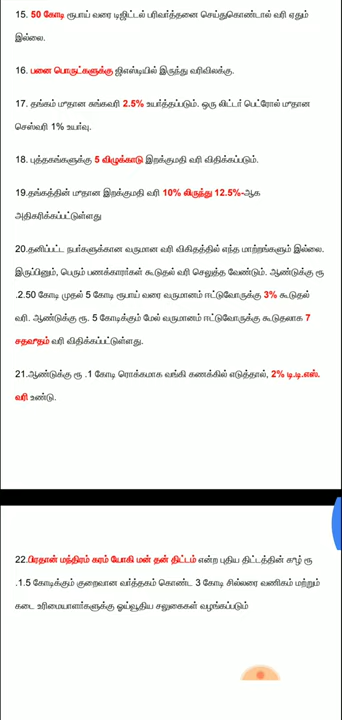 15. 50 கோடி ரூபாய் வரை டிஜிட்டல் பரிவர்த்தனை செய்துகொண்டால் வரி ஏதும்
இல்லை.
16. பனை பொருட்களுக்கு ஜிஎஸ்டியில் இருந்து வரிவிலக்கு.
17. தங்கம் மீதான சுங்கவரி 2.5% உயர்த்தப்படும். ஒரு லிட்டர் பெட்ரோல் மீதான
செஸ்வரி 1% உயர்வு.
18. புத்தகங்களுக்கு 5 விழுக்காடு இறக்குமதி வரி விதிக்கப்படும்.
19.தங்கத்தின் மீதான இறக்குமதி வரி 10% லிருந்து 12.5%-ஆக
அதிகரிக்கப்பட்டுள்ளது
20.தனிப்பட்ட நபர்களுக்கான வருமான வரி விகிதத்தில் எந்த மாற்றங்களும் இல்லை.
இருப்பினும், பெரும் பணக்காரர்கள் கூடுதல் வரி செலுத்த வேண்டும். ஆண்டுக்கு ரூ
.2.50 கோடி முதல் 5 கோடி ரூபாய் வரை வருமானம் ஈட்டுவோருக்கு 3% கூடுதல்
வரி. ஆண்டுக்கு ரூ. 5 கோடிக்கும் மேல் வருமானம் ஈட்டுவோருக்கு கூடுதலாக 7
சதவீதம் வரி விதிக்கப்பட்டுள்ளது.
21.ஆண்டுக்கு ரூ .1 கோடி ரொக்கமாக வங்கி கணக்கில் எடுத்தால், 2% டி.டி.எஸ்.
வரி உண்டு.
22.பிரதான் மந்திரம் கரம் யோகி மன் தன் திட்டம் என்ற புதிய திட்டத்தின் கீழ் ரூ
.1.5 கோடிக்கும் குறைவான வர்த்தகம் கொண்ட 3 கோடி சில்லரை வணிகம் மற்றும்
கடை உரிமையாளர்களுக்கு ஓய்வூதிய சலுகைகள் வழங்கப்படும்